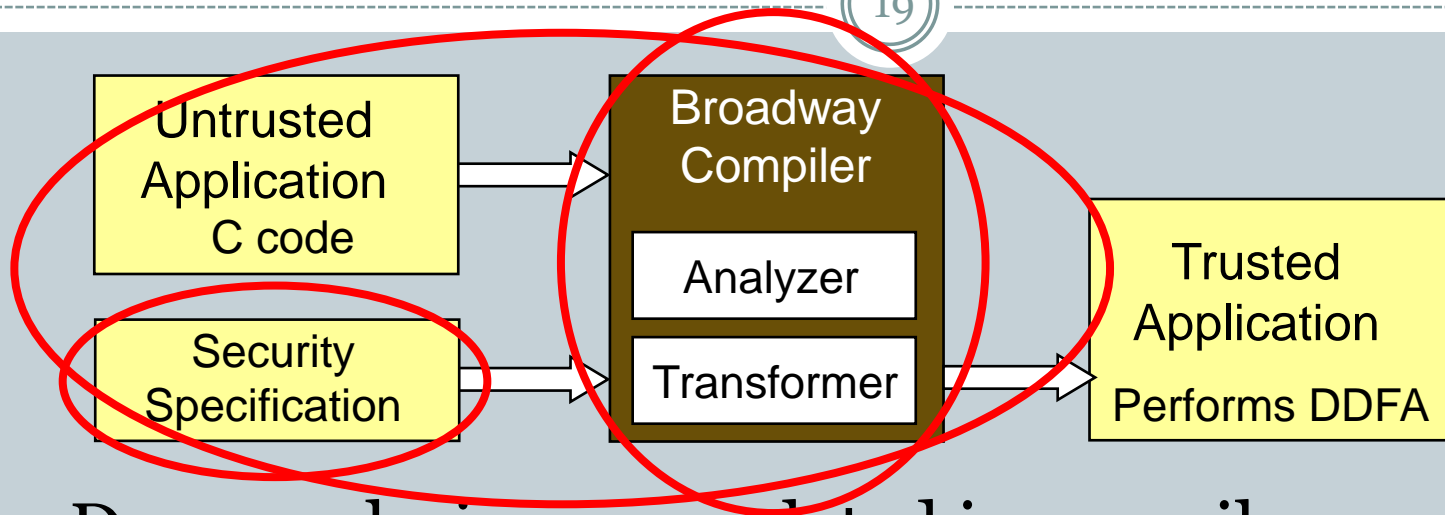 19
Untrusted
Application
C code
Security
Specification
Broadway
Compiler
Analyzer
Transformer
Trusted
Application
Performs DDFA